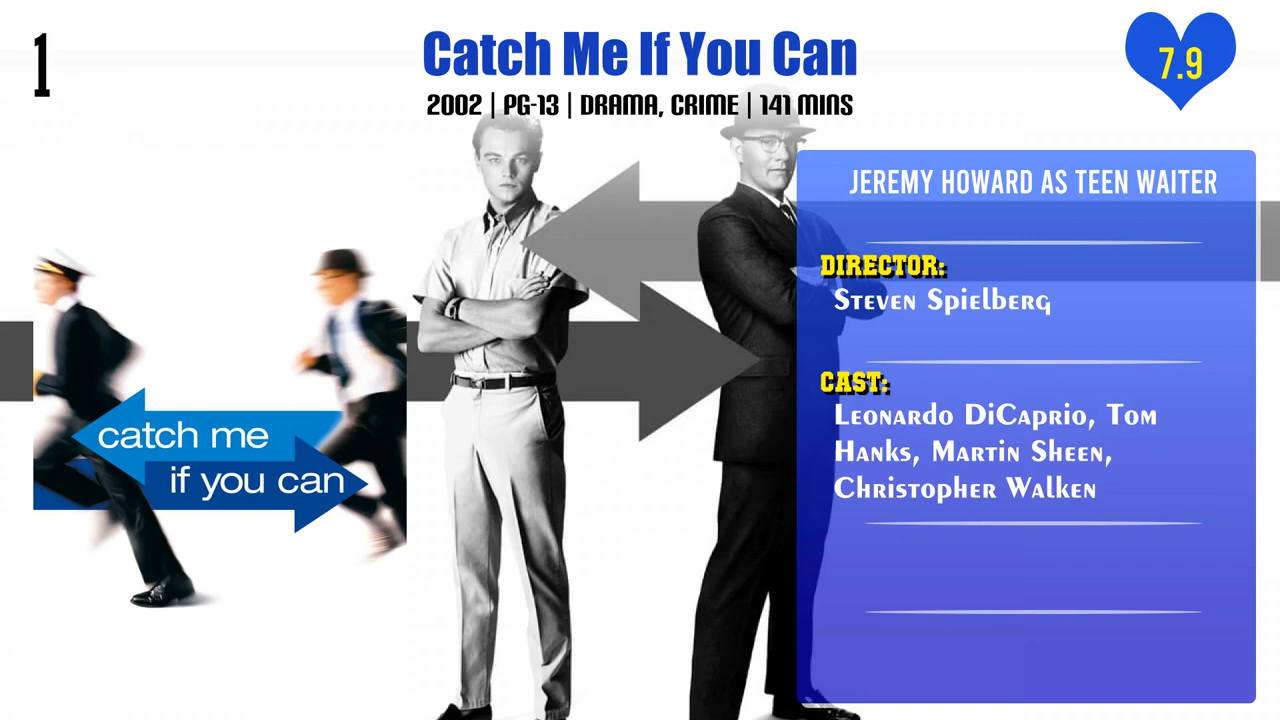 1
Catch Me If You Can
2002 | PG-13 | DRAMA, CRIME | 141 MINS
7.9
JEREMY HOWARD AS TEEN WAITER
DIRECTOR:
Steven Spielberg
CAST:
Leonardo DiCaprio, Tom
Hanks, Martin Sheen,
Christopher Walken
catch me
if you can